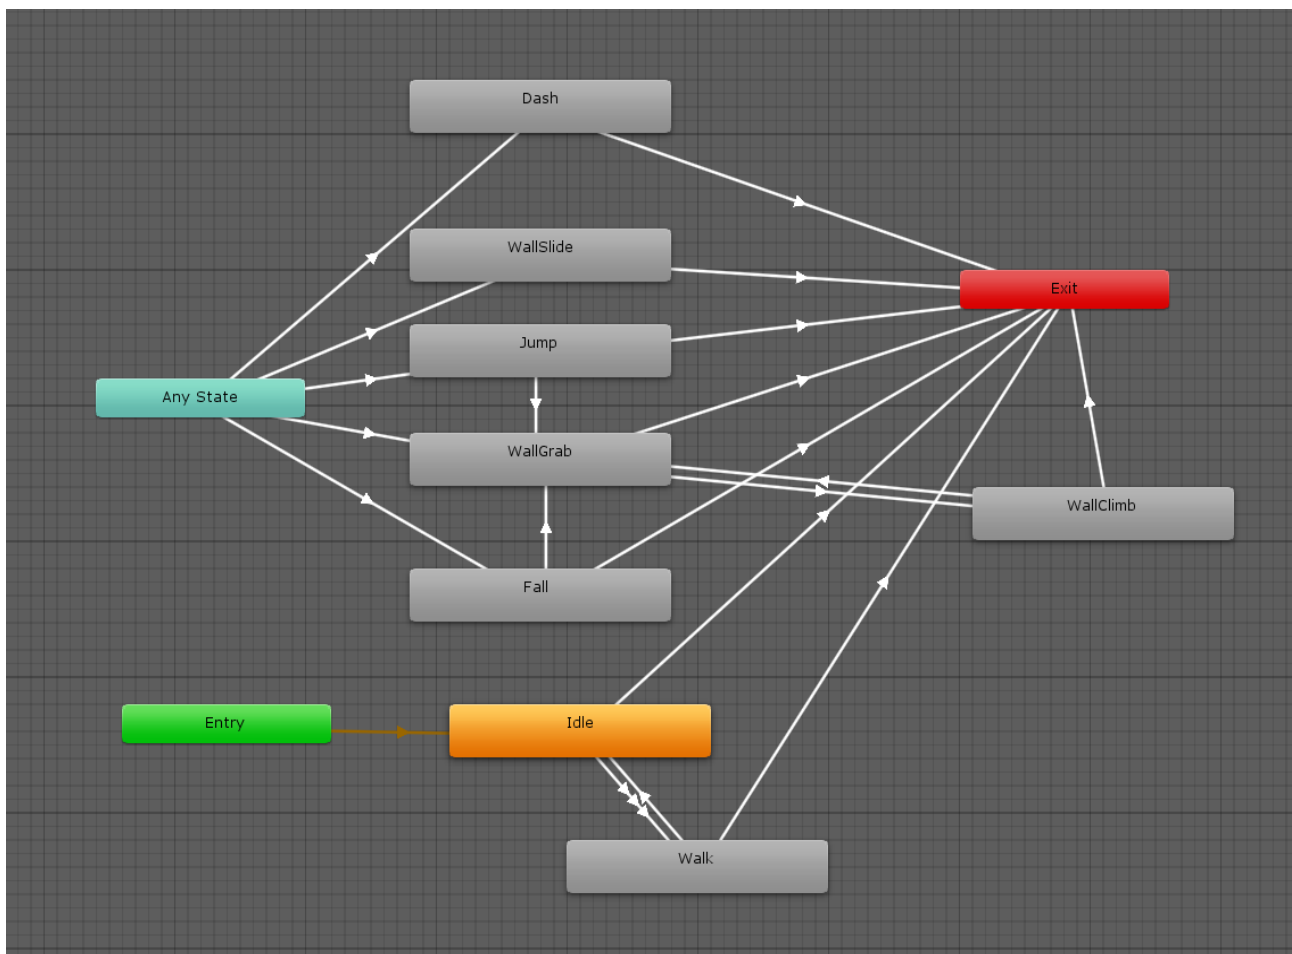 Dash
WallSlide
Exit
Jump
Any State
WallGrab
WallClimb
Fall
Entry
Idle
Walk